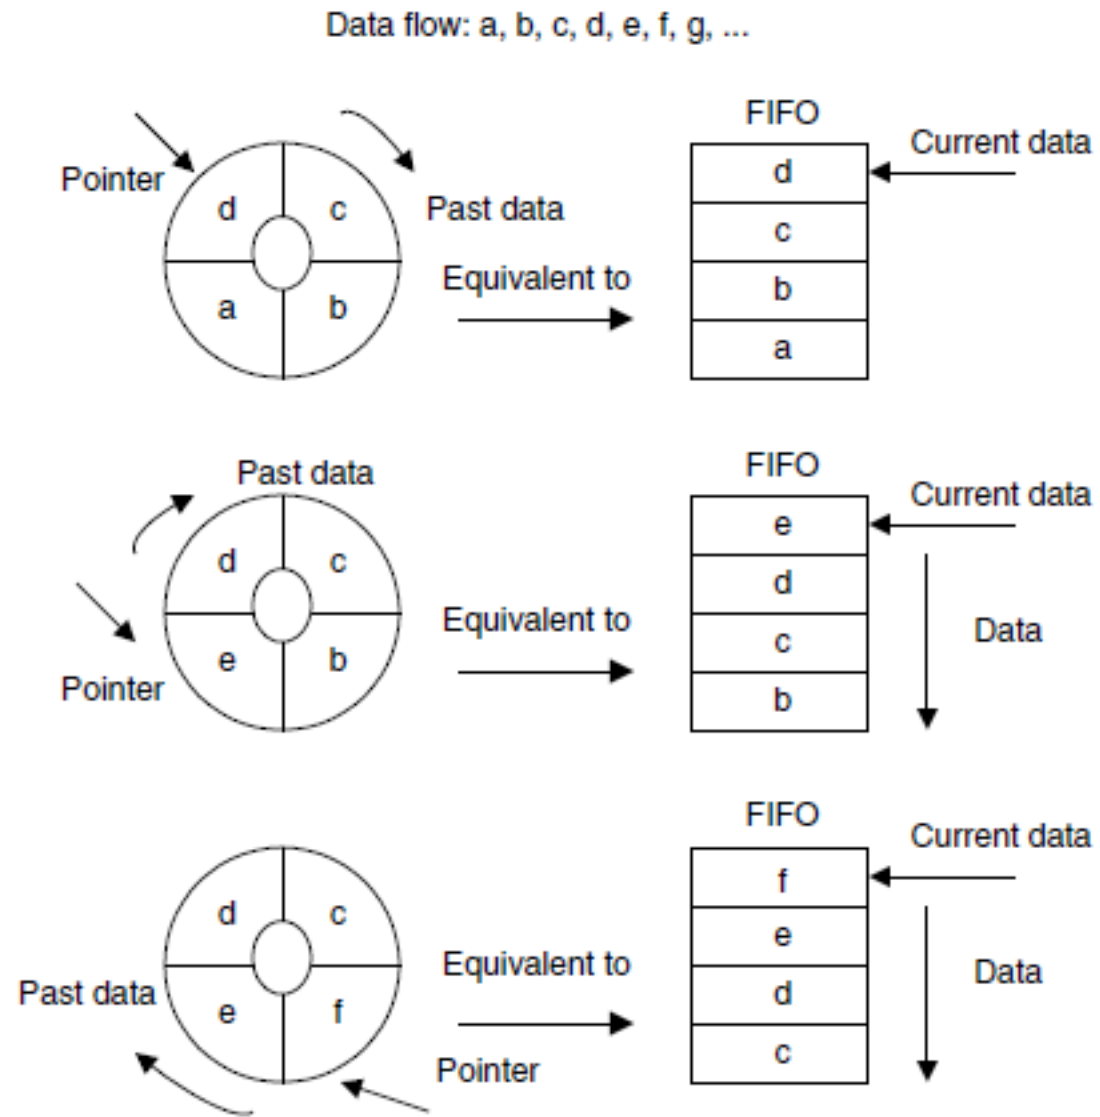 Data flow: a, b, c, d, e, f, g, ...
FIFO
Current data
Pointer
d
c
a
b
Past data
Equivalent to
d
c
b
a
Past data
FIFO
Current data
d
c
e
b
Pointer
Equivalent to
e
d
c
b
Data
FIFO
Current data
d
c
e
f
Past data
Pointer
Equivalent to
f
e
d
c
Data